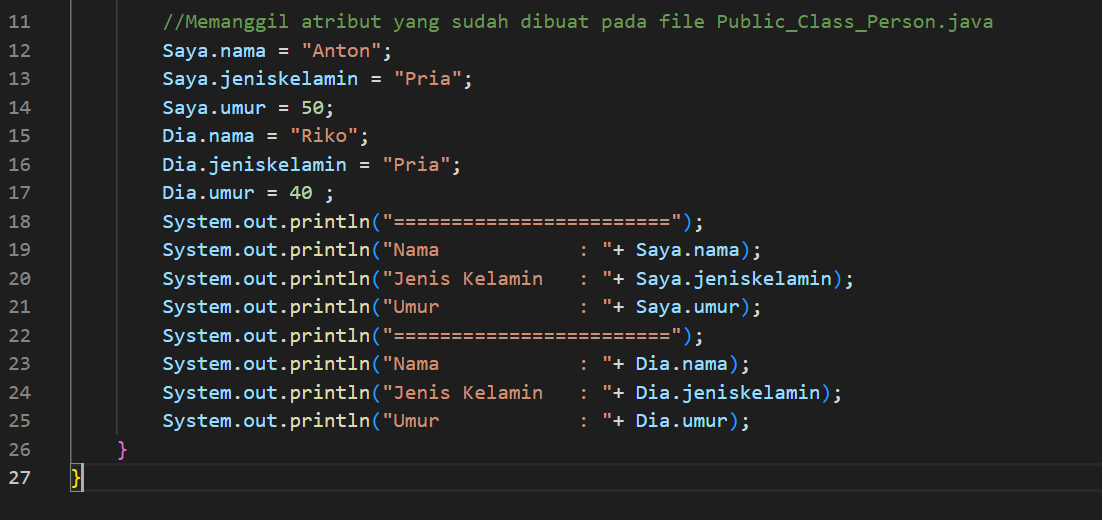 11 //Memanggil atribut yang sudah dibuat pada file Public_Class_Person.java
12 Saya.nama = "Anton";
13 Saya.jeniskelamin = "Pria";
14 Saya.umur = 50;
15 Dia.nama = "Riko";
16 Dia.jeniskelamin = "Pria";
17 Dia.umur = 40 ;
18 System.out.println("========================");
19 System.out.println("Nama            : "+ Saya.nama);
20 System.out.println("Jenis Kelamin   : "+ Saya.jeniskelamin);
21 System.out.println("Umur            : "+ Saya.umur);
22 System.out.println("========================");
23 System.out.println("Nama            : "+ Dia.nama);
24 System.out.println("Jenis Kelamin   : "+ Dia.jeniskelamin);
25 System.out.println("Umur            : "+ Dia.umur);
26 }
27 }